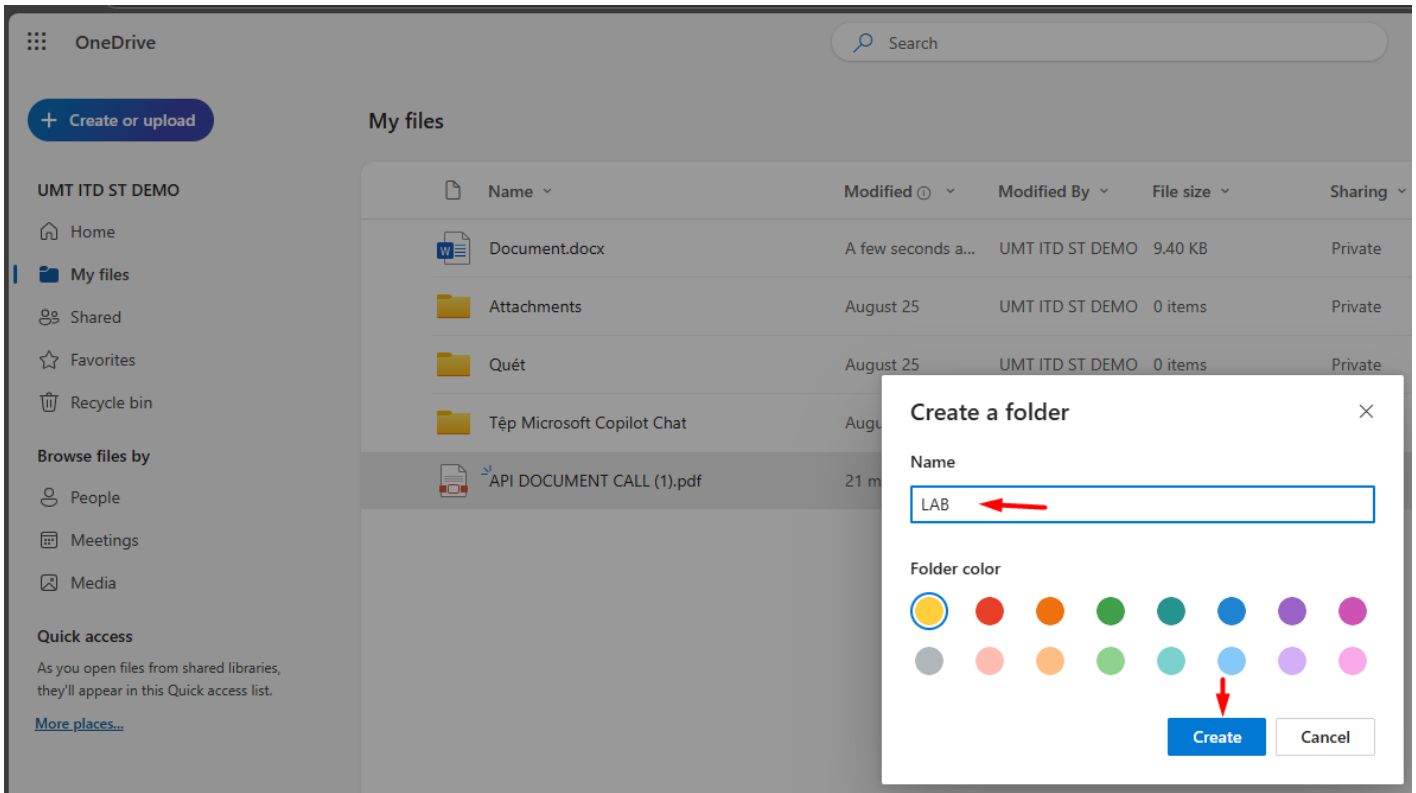 OneDrive
Search
Create or upload
My files
UMT ITD ST DEMO
Home
My files
Shared
Favorites
Recycle bin
Browse files by
People
Meetings
Media
Quick access
As you open files from shared libraries,
they'll appear in this Quick access list.
More places...
Name Modified Modified By File size Sharing
Document.docx A few seconds a... UMT ITD ST DEMO 9.40 KB Private
Attachments August 25 UMT ITD ST DEMO 0 items Private
Quét August 25 UMT ITD ST DEMO 0 items Private
Tệp Microsoft Copilot Chat
API DOCUMENT CALL (1).pdf
Create a folder
Name
LAB
Folder color
Create Cancel